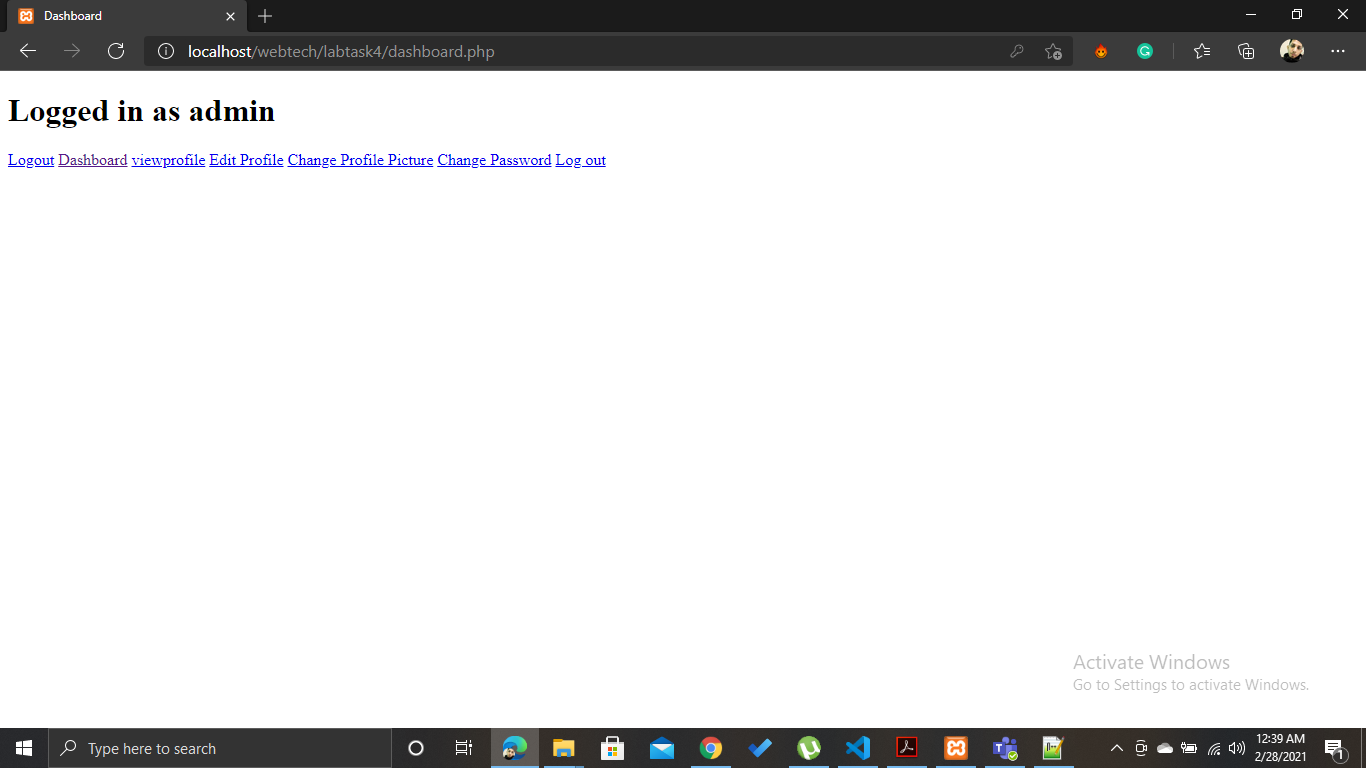 Dashboard
localhost/webtech/labtask4/dashboard.php
Logged in as admin
Logout Dashboard viewprofile Edit Profile Change Profile Picture Change Password Log out
Activate Windows
Go to Settings to activate Windows.
Type here to search
12:39 AM
2/28/2021
1